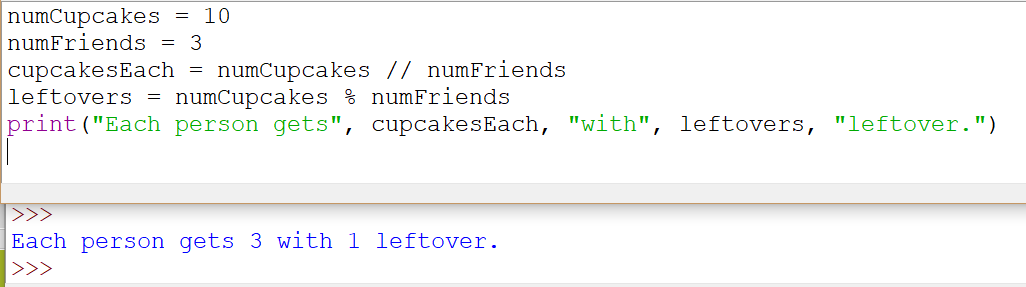 numCupcakes = 10
numFriends = 3
cupcakesEach = numCupcakes // numFriends
leftovers = numCupcakes % numFriends
print("Each person gets", cupcakesEach, "with", leftovers, "leftover.")
>>>
Each person gets 3 with 1 leftover.
>>>